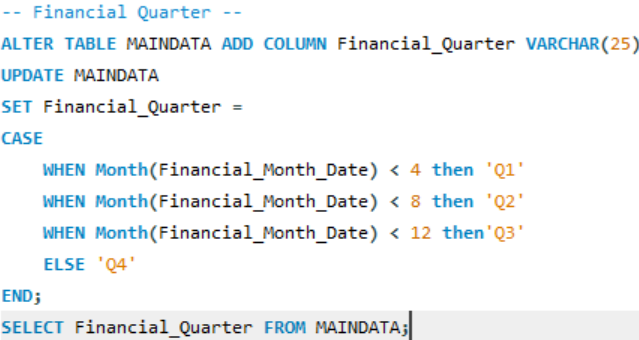 -- Financial Quarter --
ALTER TABLE MAINDATA ADD COLUMN Financial_Quarter VARCHAR(25)
UPDATE MAINDATA
SET Financial_Quarter =
CASE
    WHEN Month(Financial_Month_Date) < 4 then 'Q1'
    WHEN Month(Financial_Month_Date) < 8 then 'Q2'
    WHEN Month(Financial_Month_Date) < 12 then'Q3'
    ELSE 'Q4'
END;
SELECT Financial_Quarter FROM MAINDATA;